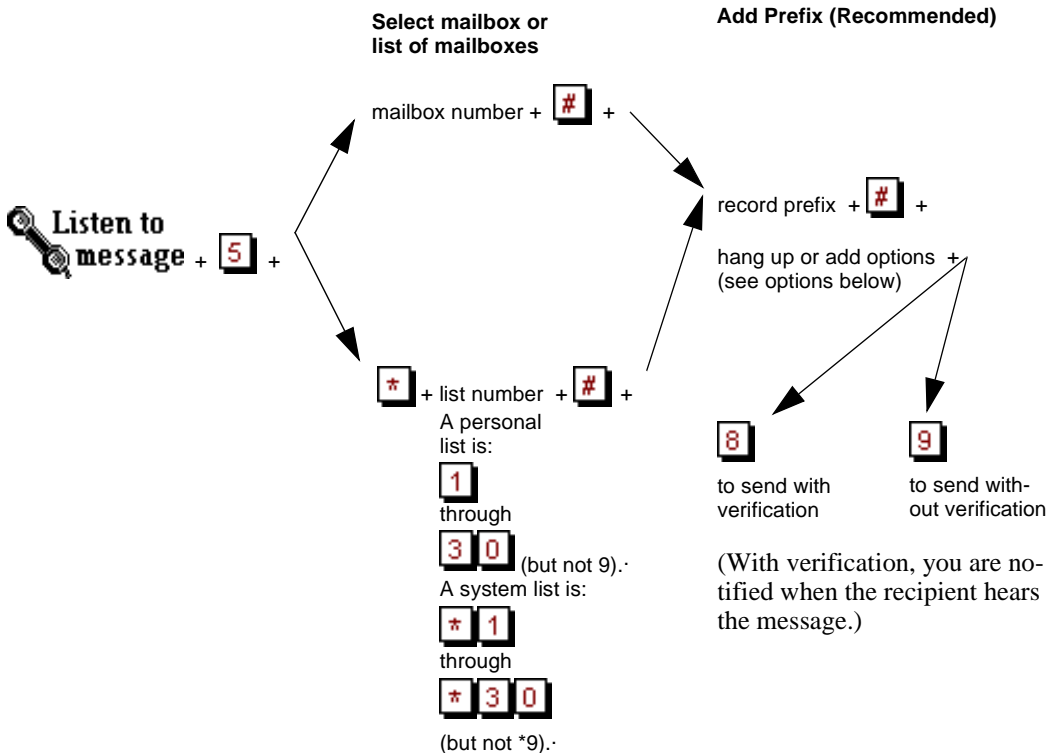 Select mailbox or
list of mailboxes
Add Prefix (Recommended)
mailbox number + # +
Listen to
message + 5 +
record prefix + # +
hang up or add options +
(see options below)
* + list number + # +
A personal
list is:
1
through
3 0 (but not 9).·
A system list is:
* 1
through
* 3 0
(but not *9).·
8
to send with
verification
9
to send with-
out verification
(With verification, you are no-
tified when the recipient hears
the message.)